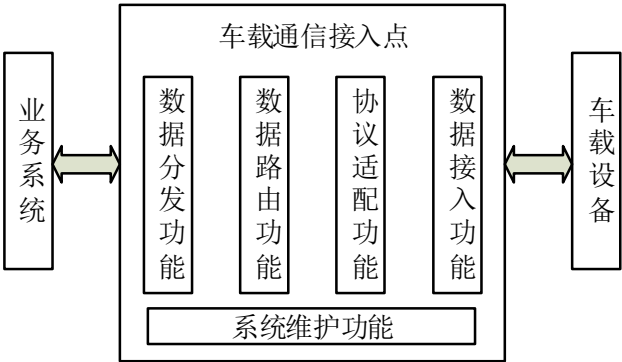 车载通信接入点
业务系统
数据分发功能
数据路由功能
协议适配功能
数据接入功能
车载设备
系统维护功能